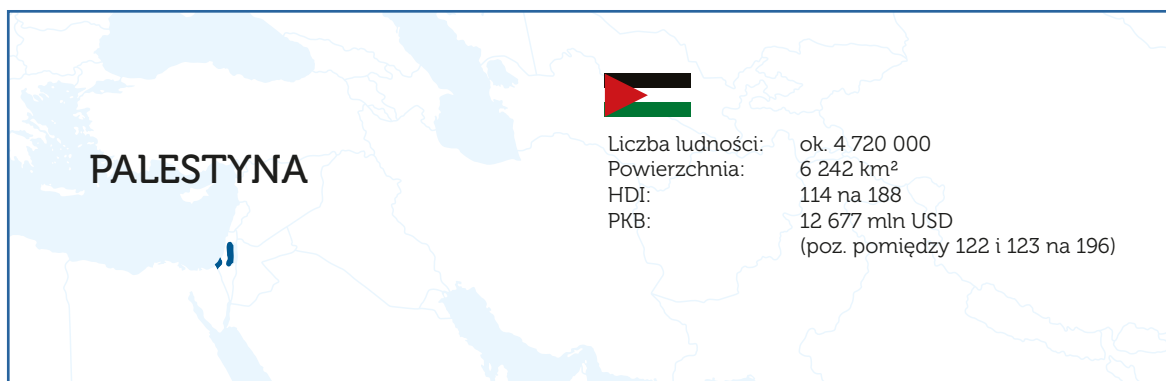 PALESTYNA
Liczba ludności: ok. 4 720 000
Powierzchnia: 6 242 km²
HDI: 114 na 188
PKB: 12 677 mln USD
(poz. pomiędzy 122 i 123 na 196)